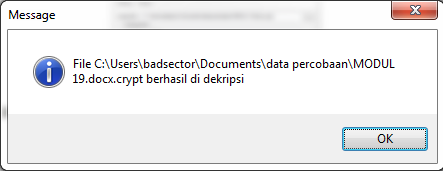 Message
File C:\Users\badsector\Documents\data percobaan\MODUL
19.docx.crypt berhasil di dekripsi
OK